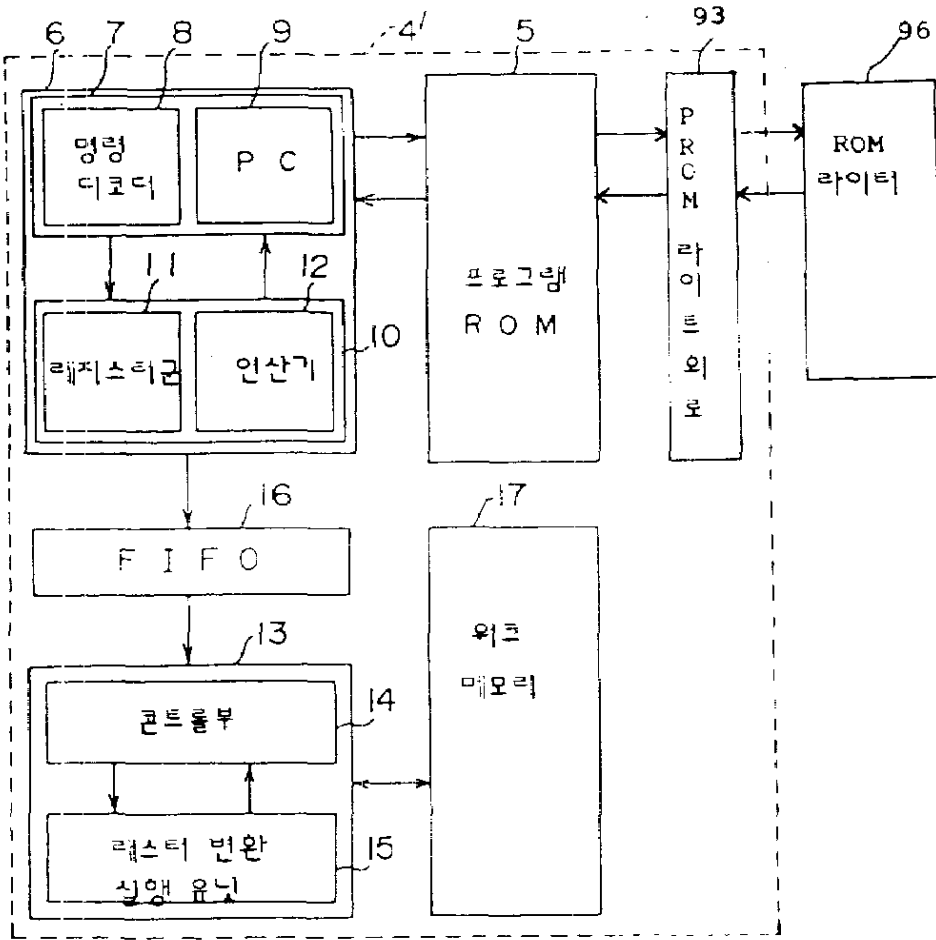 4
6
7
8
9
5
93
96
명령
디코더
P C
프로그램
R O M
PROM 라이트 회로
ROM
라이터
11
12
10
레지스터군
연산기
16
F I F O
17
워크
메모리
13
콘트롤부
14
래스터 변환
실행 유닛
15